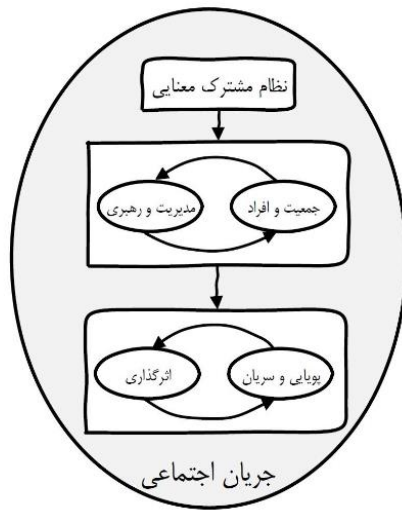 نظام مشترک معنایی
جمعیت و افراد
مدیریت و رهبری
پویایی و سریان
اثرگذاری
جریان اجتماعی